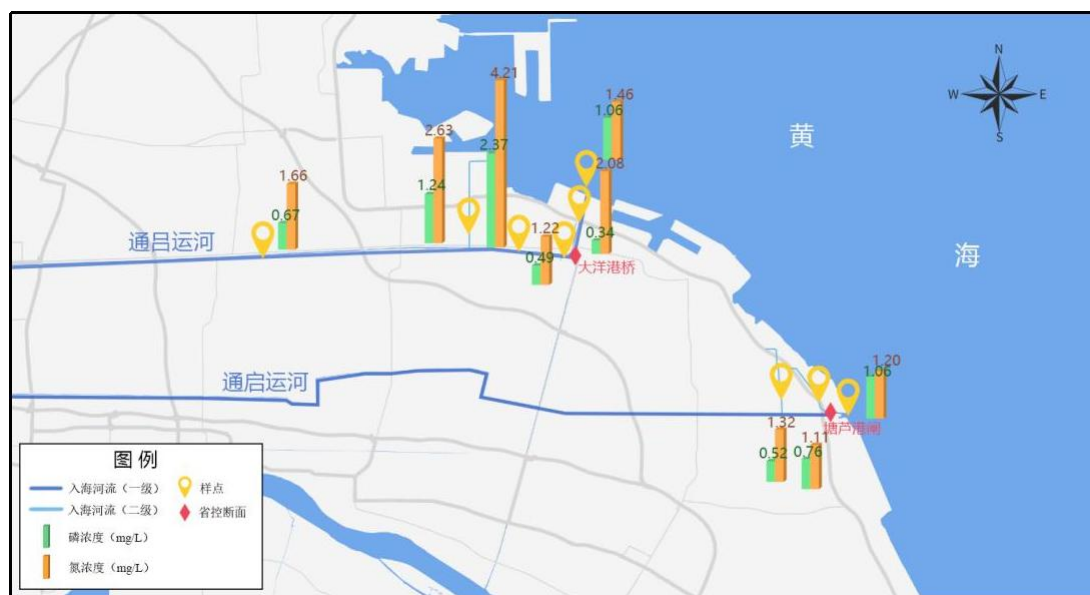 N
W
E
S
黄
海
4.21
1.46
1.06
2.63
2.37
2.08
1.66
1.24
0.67
1.22
0.34
0.49
通吕运河
大洋港桥
通启运河
1.20
1.06
1.32
塘芦港闸
1.11
0.52
0.76
图例
入海河流（一级）
样点
入海河流（二级）
省控断面
磷浓度（mg/L）
氮浓度（mg/L）